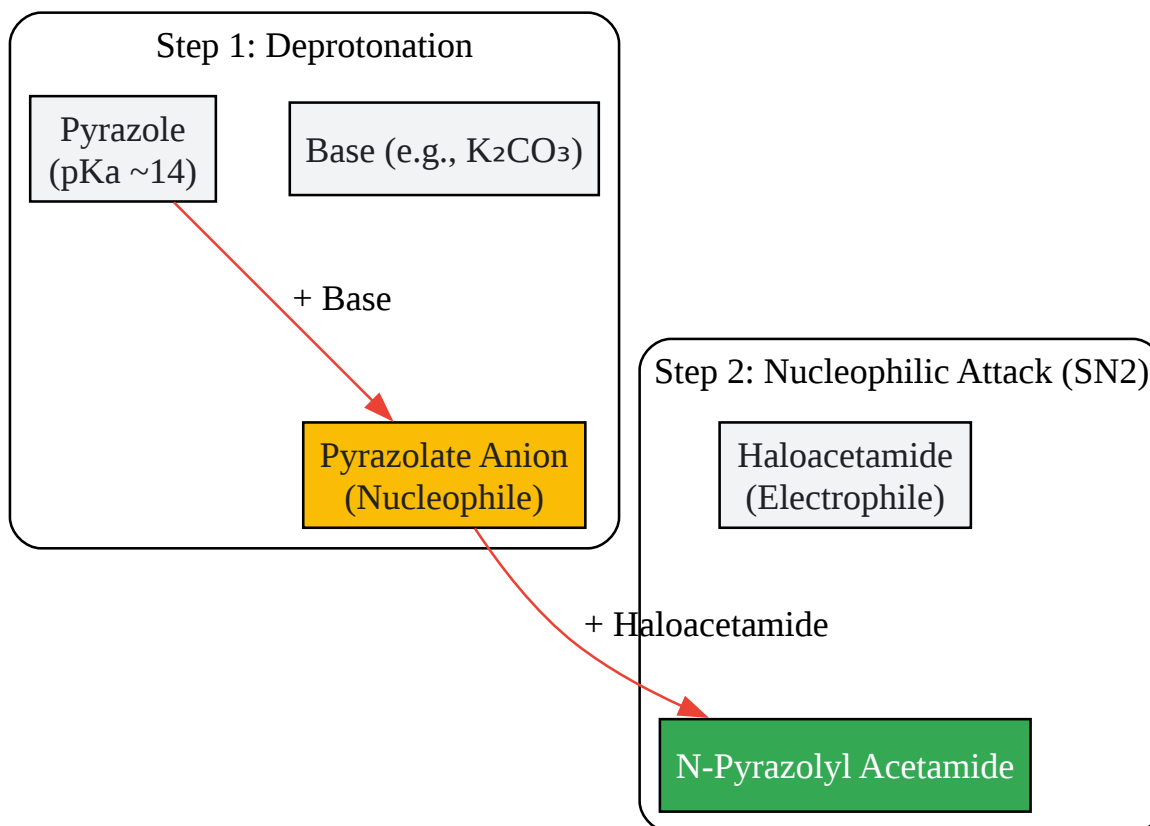 Step 1: Deprotonation
Pyrazole
(pKa ~14)
Base (e.g., K₂CO₃)
+ Base
Pyrazolate Anion
(Nucleophile)
Step 2: Nucleophilic Attack (SN2)
Haloacetamide
(Electrophile)
+ Haloacetamide
N-Pyrazolyl Acetamide